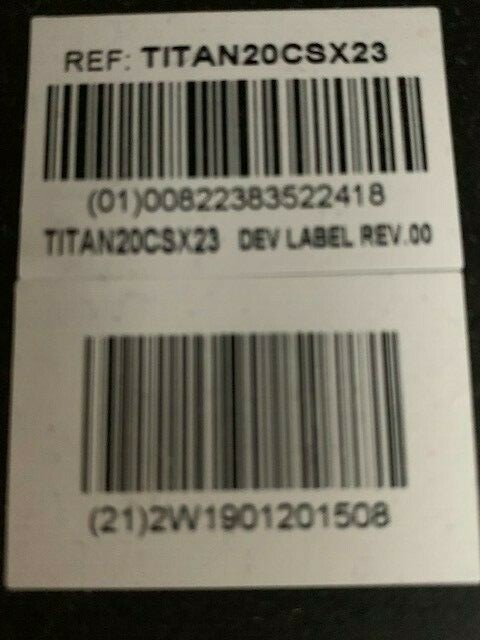 REF: TITAN20CSX23
(01)00822383522418
TITAN20CSX23 DEV LABEL REV.00
(21)2W1901201508